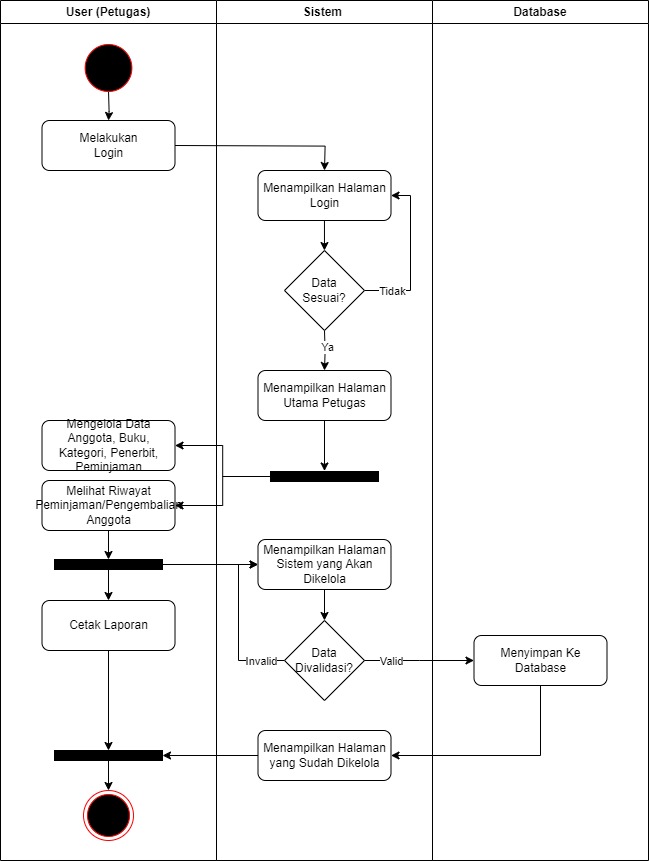 User (Petugas)
Sistem
Database
Melakukan
Login
Menampilkan Halaman
Login
Data
Sesuai?
Tidak
Ya
Menampilkan Halaman
Utama Petugas
Mengelola Data
Anggota, Buku,
Kategori, Penerbit,
Peminjaman
Melihat Riwayat
Peminjaman/Pengembalian
Anggota
Menampilkan Halaman
Sistem yang Akan
Dikelola
Cetak Laporan
Data
Divalidasi?
Invalid
Valid
Menyimpan Ke
Database
Menampilkan Halaman
yang Sudah Dikelola